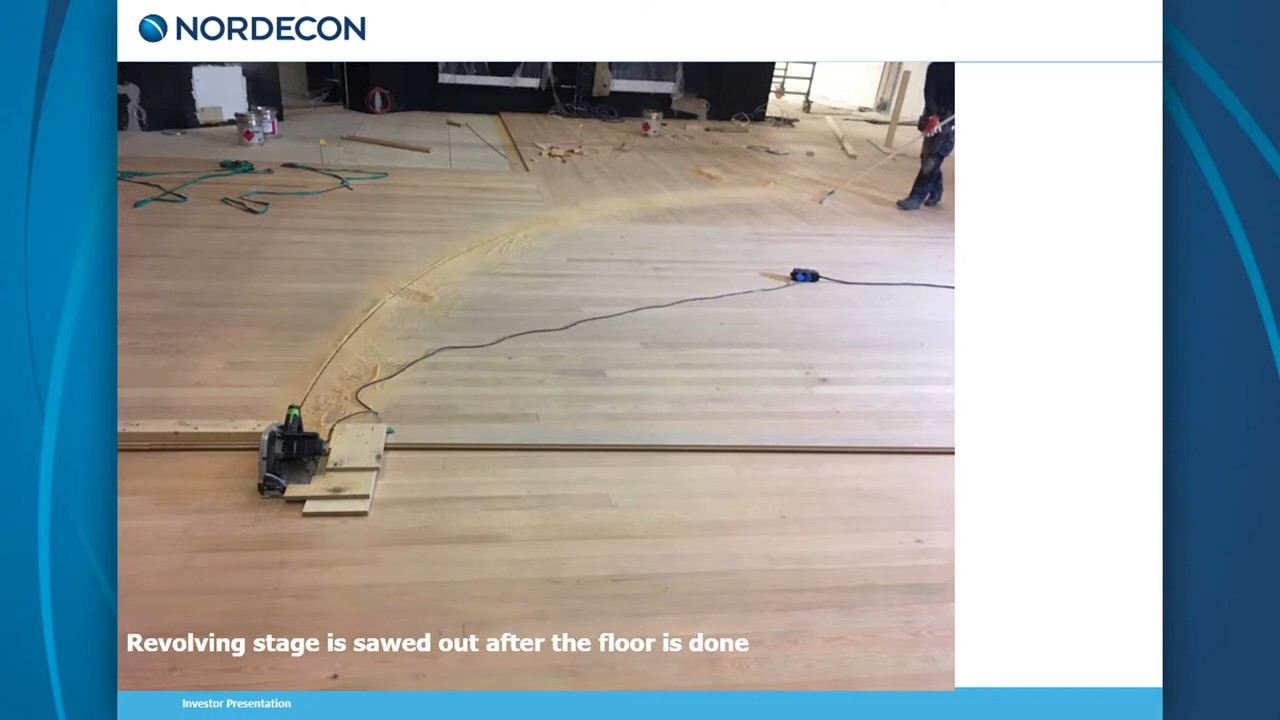 NORDECON
Revolving stage is sawed out after the floor is done
Investor Presentation